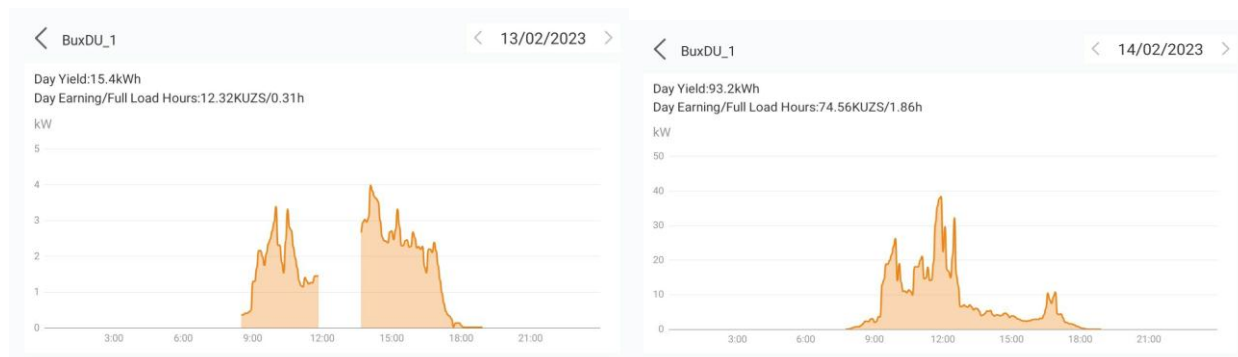 BuxDU_1
< 13/02/2023 >
Day Yield:15.4kWh
Day Earning/Full Load Hours:12.32KUZS/0.31h
kW
5
4
3
2
1
0
3:00 6:00 9:00 12:00 15:00 18:00 21:00
BuxDU_1
< 14/02/2023 >
Day Yield:93.2kWh
Day Earning/Full Load Hours:74.56KUZS/1.86h
kW
50
40
30
20
10
0
3:00 6:00 9:00 12:00 15:00 18:00 21:00